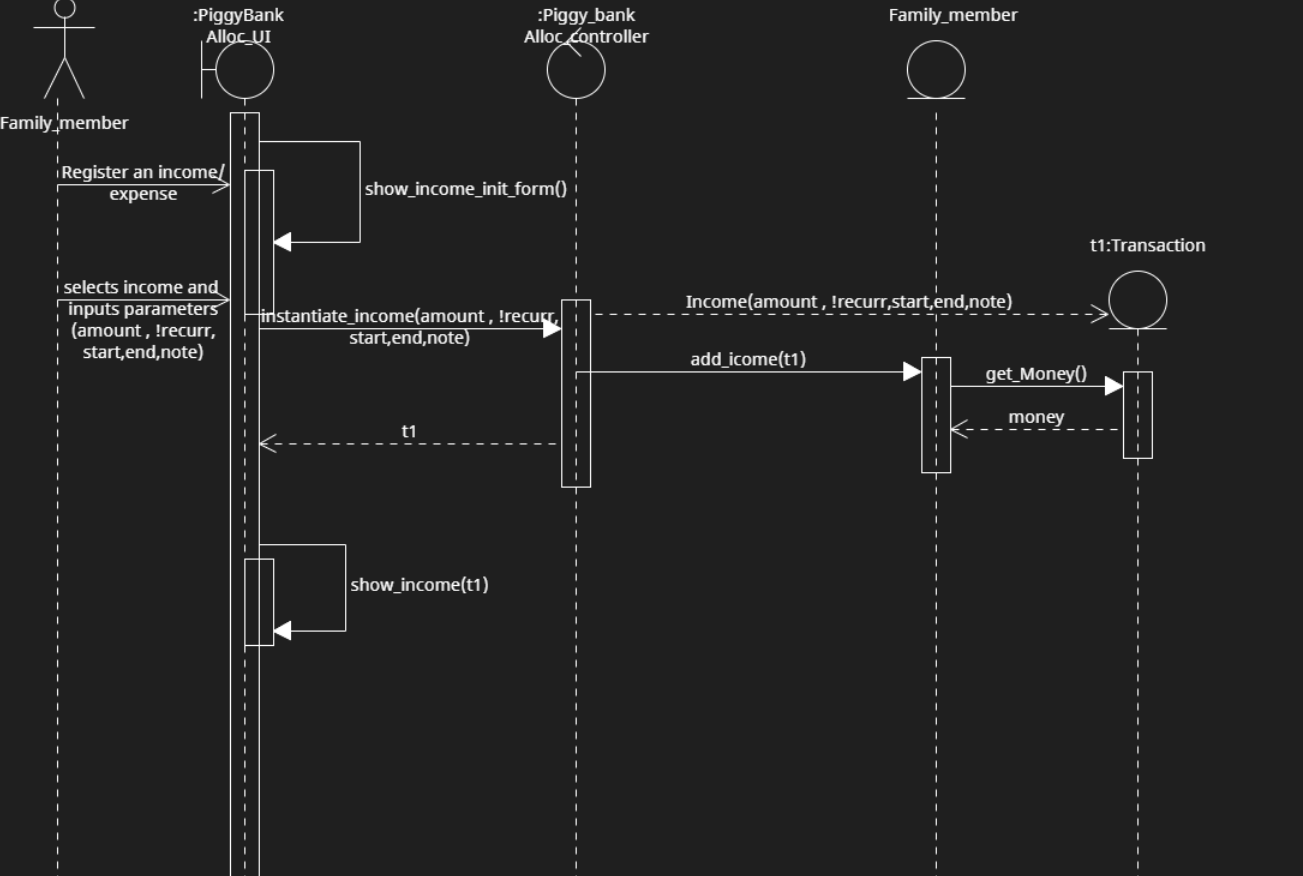 :PiggyBank
Alloc_UI
:Piggy_bank
Alloc_controller
Family_member
Family_member
Register an income/
expense
show_income_init_form()
t1:Transaction
selects income and
inputs parameters
(amount , !recurr,
start,end,note)
instantiate_income(amount , !recurr,
start,end,note)
Income(amount , !recurr,start,end,note)
add_icome(t1)
get_Money()
money
t1
show_income(t1)